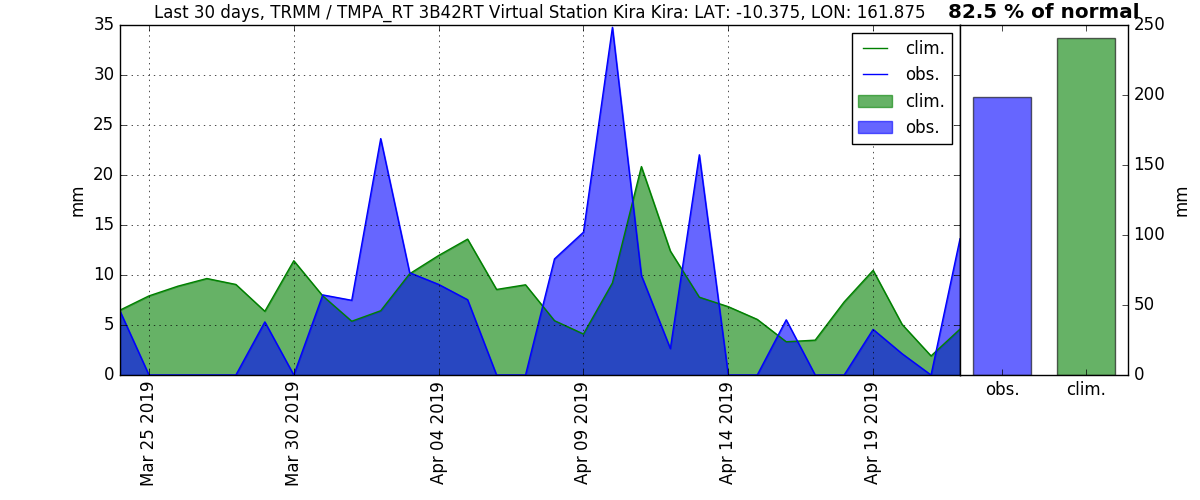 Last 30 days, TRMM / TMPA_RT 3B42RT Virtual Station Kira Kira: LAT: -10.375, LON: 161.875
82.5 % of normal
35
30
25
20
15
10
5
0
mm
clim.
obs.
clim.
obs.
250
200
150
100
50
0
mm
obs.
clim.
Mar 25 2019
Mar 30 2019
Apr 04 2019
Apr 09 2019
Apr 14 2019
Apr 19 2019